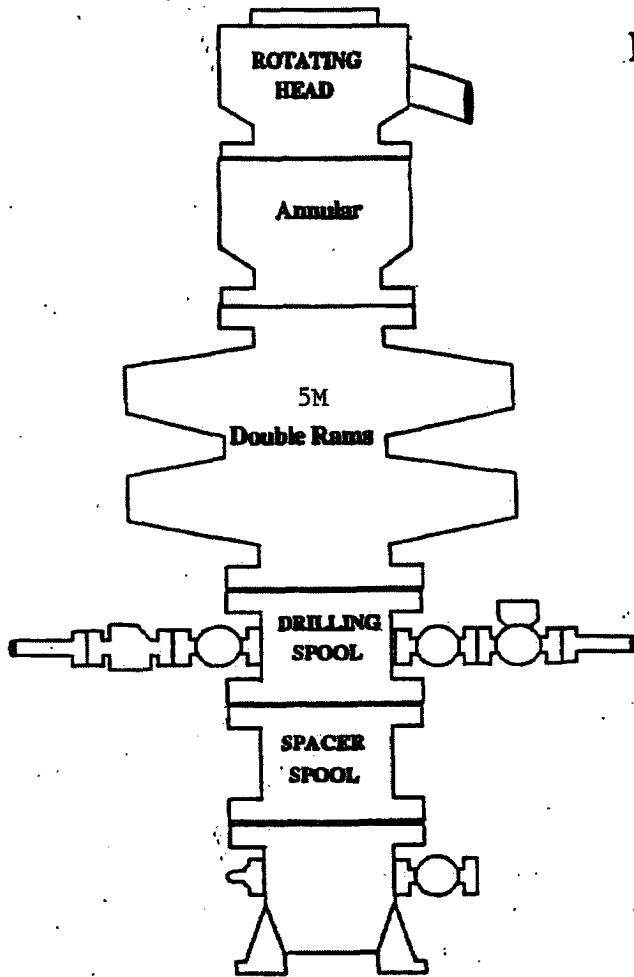 ROTATING
HEAD
Annular
5M
Double Rams
DRILLING
SPOOL
SPACER
SPOOL